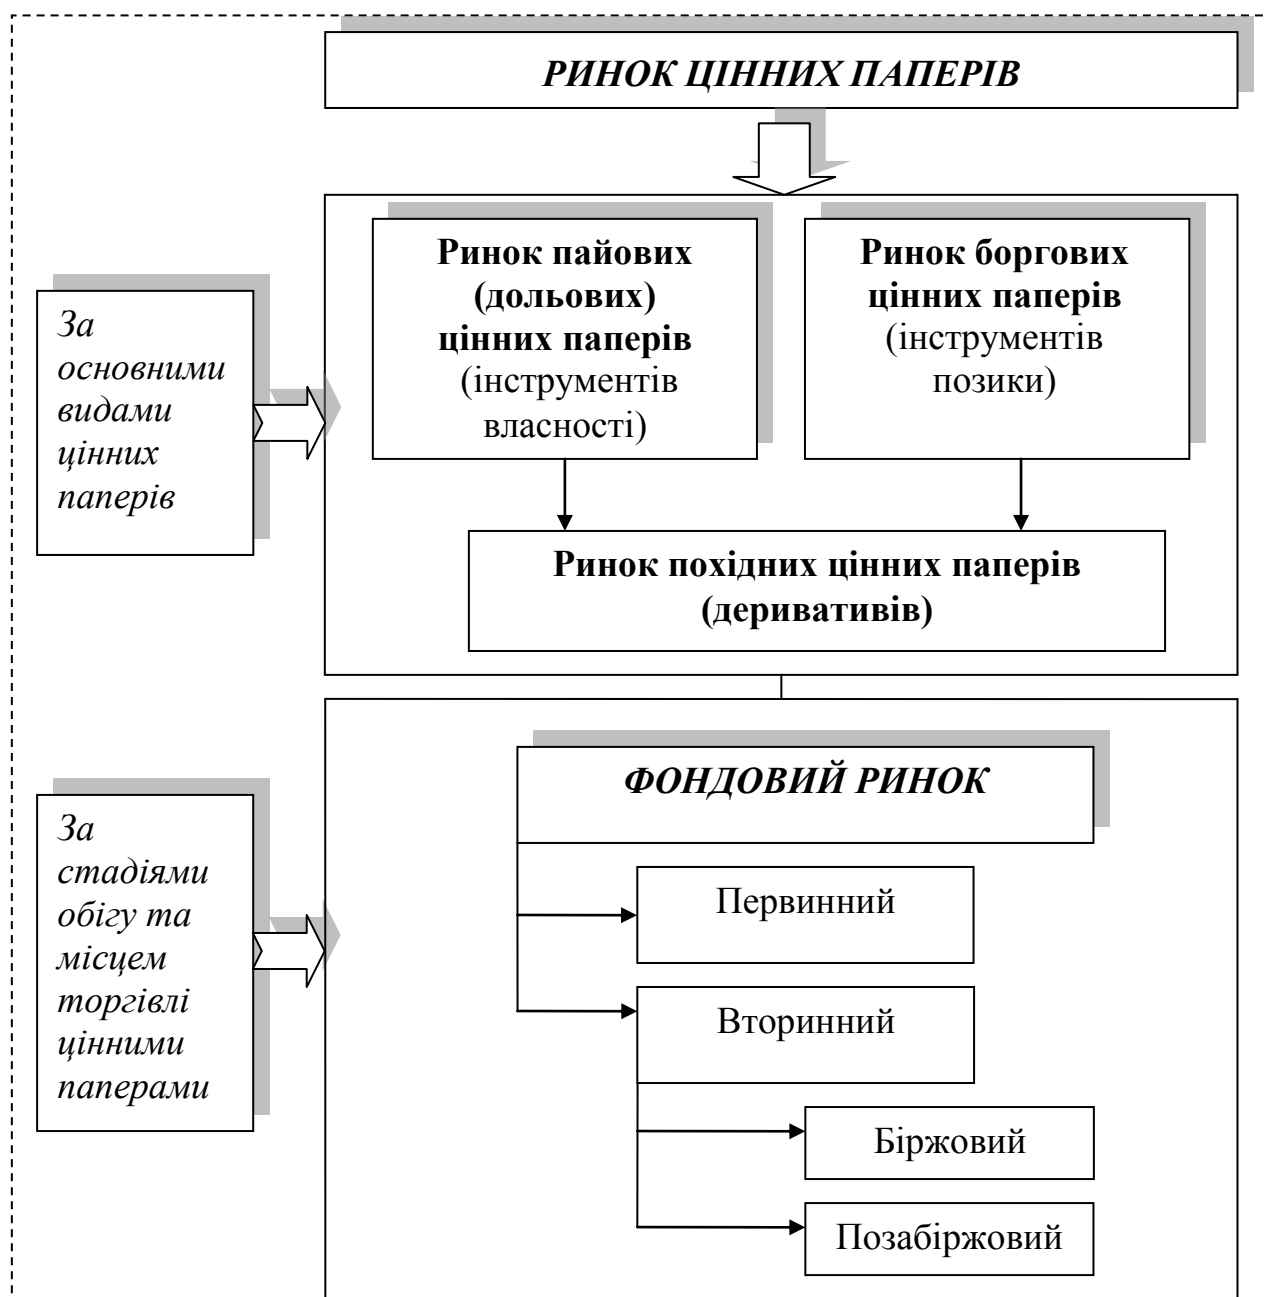 РИНОК ЦІННИХ ПАПЕРІВ
За
основними
видами
цінних
паперів
Ринок пайових
(дольових)
цінних паперів
(інструментів
власності)
Ринок боргових
цінних паперів
(інструментів
позики)
Ринок похідних цінних паперів
(деривативів)
За
стадіями
обігу та
місцем
торгівлі
цінними
паперами
ФОНДОВИЙ РИНОК
Первинний
Вторинний
Біржовий
Позабіржовий